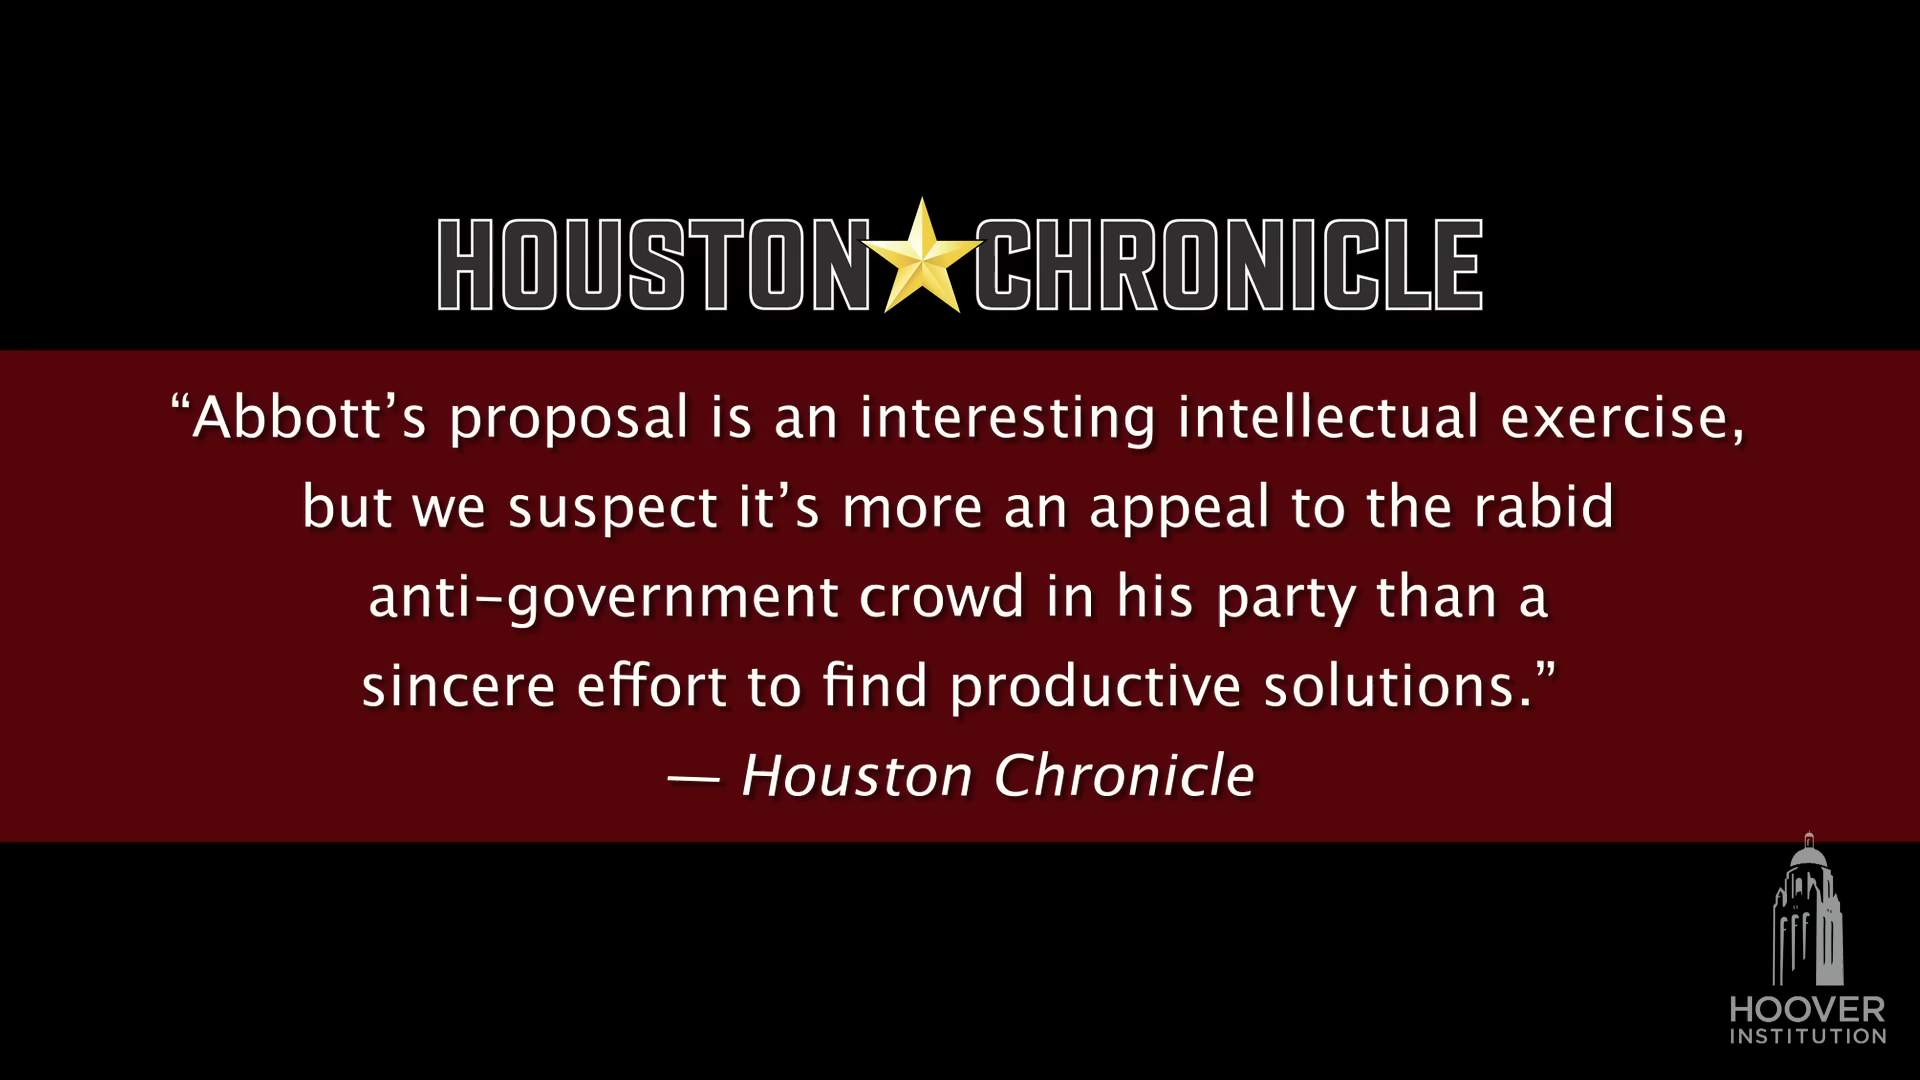 HOUSTON CHRONICLE
“Abbott’s proposal is an interesting intellectual exercise,
but we suspect it’s more an appeal to the rabid
anti-government crowd in his party than a
sincere effort to find productive solutions.”
— Houston Chronicle
HOOVER
INSTITUTION